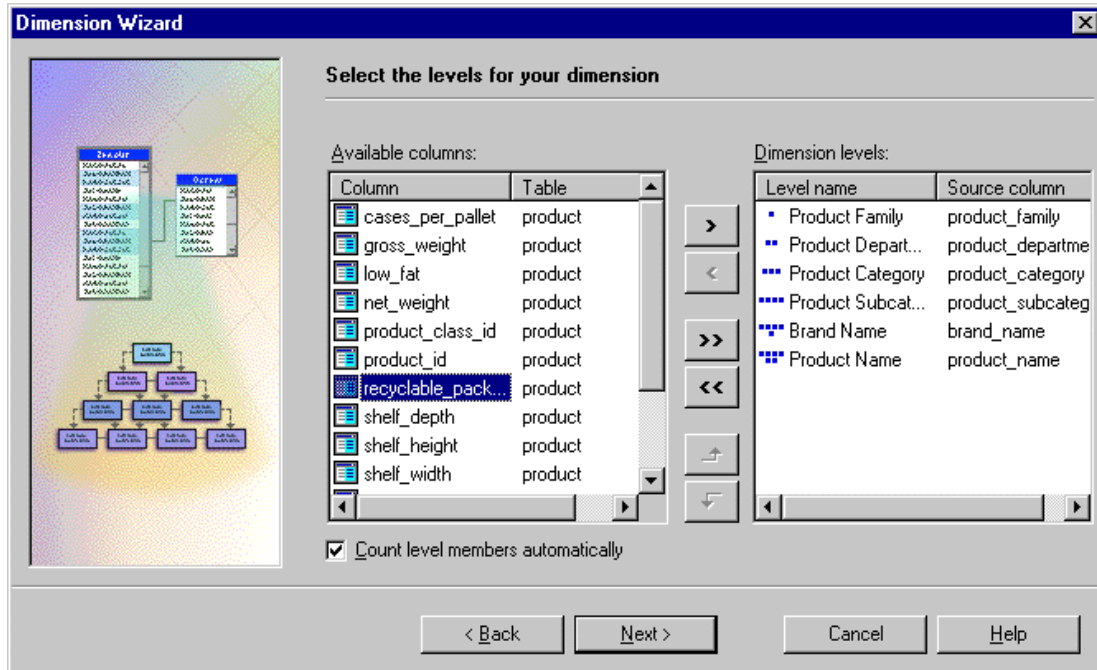 Dimension Wizard
Select the levels for your dimension
Available columns:
Column Table
cases_per_pallet product
gross_weight product
low_fat product
net_weight product
product_class_id product
product_id product
recyclable_pack... product
shelf_depth product
shelf_height product
shelf_width product
>
<
>>
<<
Dimension levels:
Level name Source column
Product Family product_family
Product Depart... product_departme
Product Category product_category
Product Subcat... product_subcateg
Brand Name brand_name
Product Name product_name
Count level members automatically
< Back Next > Cancel Help